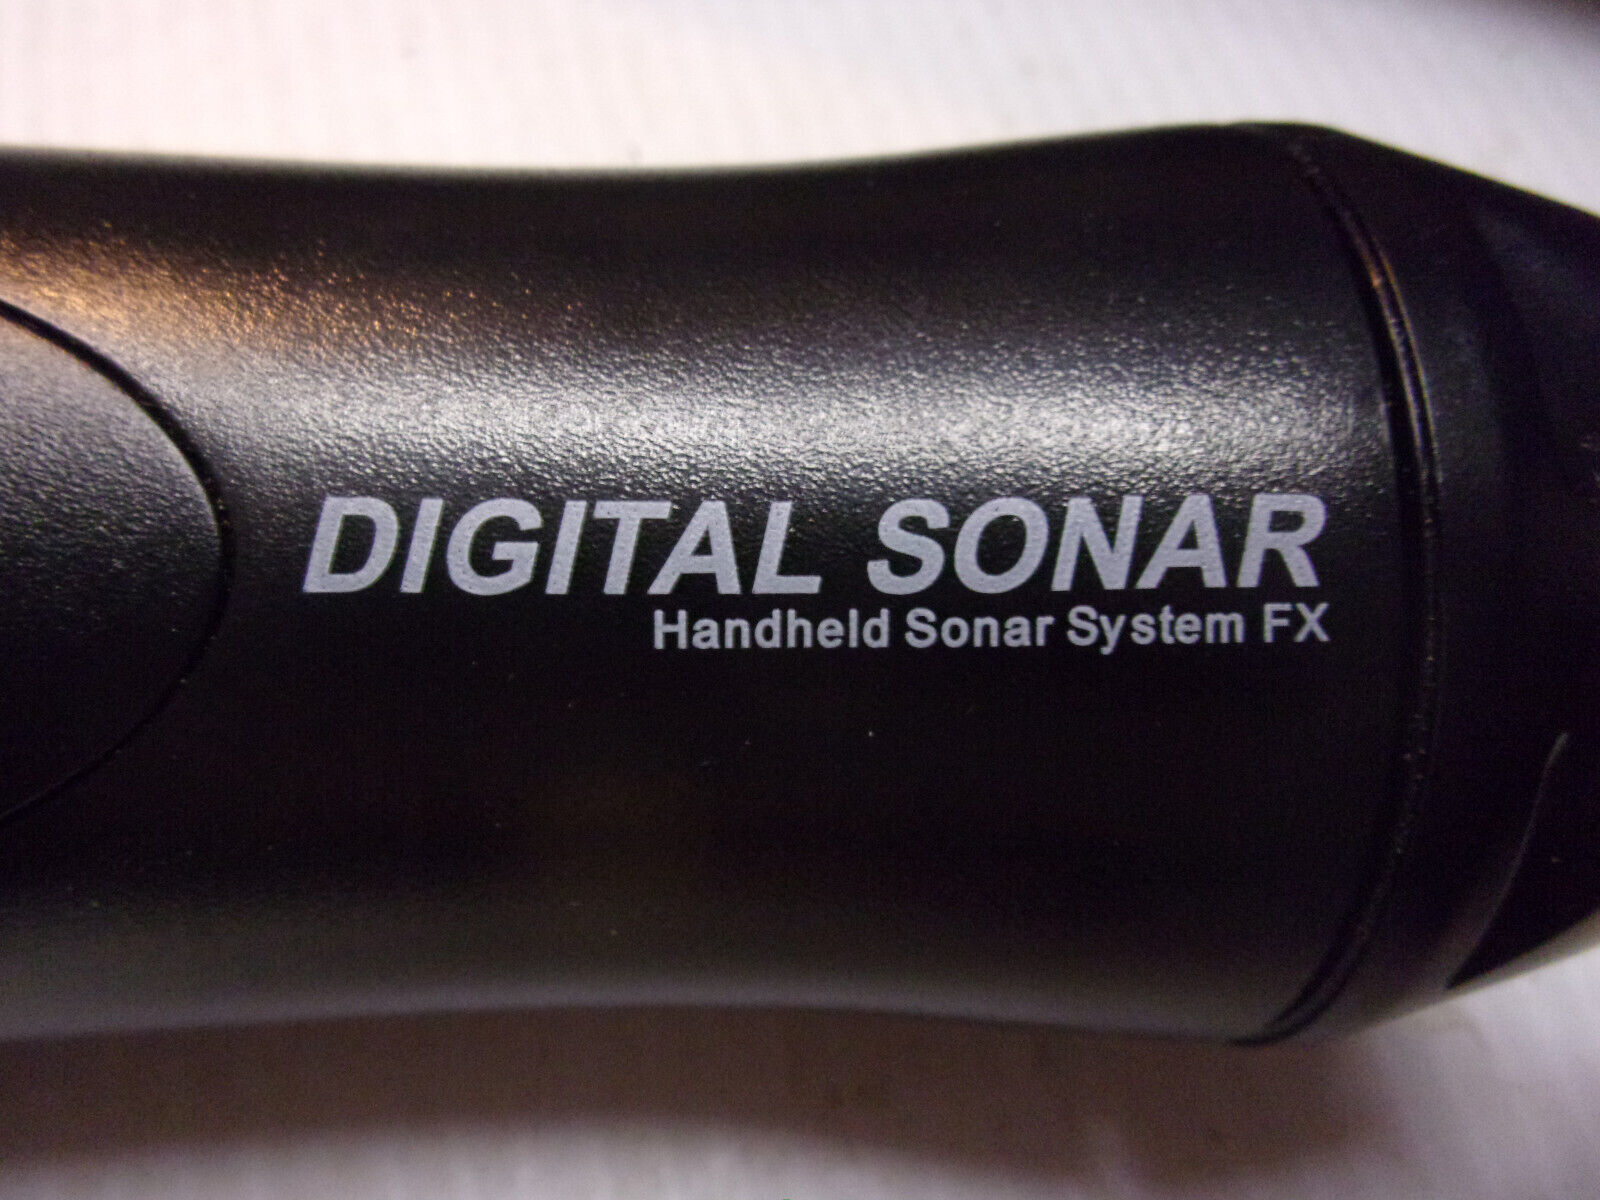 DIGITAL SONAR
Handheld Sonar System FX